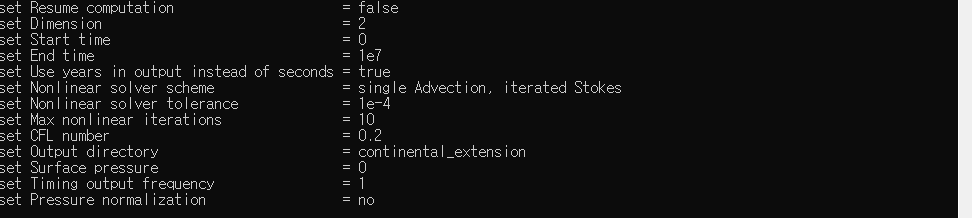 set Resume computation                     = false
set Dimension                              = 2
set Start time                             = 0
set End time                               = 1e7
set Use years in output instead of seconds = true
set Nonlinear solver scheme                = single Advection, iterated Stokes
set Nonlinear solver tolerance             = 1e-4
set Max nonlinear iterations               = 10
set CFL number                             = 0.2
set Output directory                       = continental_extension
set Surface pressure                       = 0
set Timing output frequency                = 1
set Pressure normalization                 = no